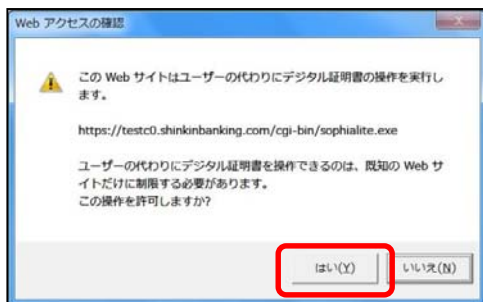 Web アクセスの確認
この Web サイトはユーザーの代わりにデジタル証明書の操作を実行し
ます。
https://testc0.shinkinbanking.com/cgi-bin/sophialite.exe
ユーザーの代わりにデジタル証明書を操作できるのは、既知の Web サ
イトだけに制限する必要があります。
この操作を許可しますか?
はい(Y) いいえ(N)